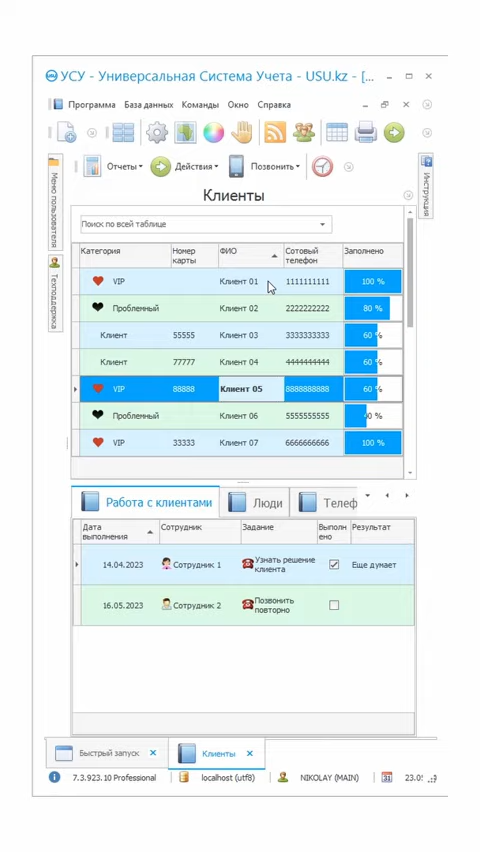 УСУ - Универсальная Система Учета - USU.kz - [...
Программа База данных Команды Окно Справка
Отчеты Действия Позвонить
Меню пользователя
Техподдержка
Инструкция
Клиенты
Поиск по всей таблице
Категория Номер карты ФИО Сотовый телефон Заполнено
VIP Клиент 01 1111111111 100 %
Проблемный Клиент 02 2222222222 80 %
Клиент 55555 Клиент 03 3333333333 60 %
Клиент 77777 Клиент 04 4444444444 60 %
VIP 88888 Клиент 05 8888888888 60 %
Проблемный Клиент 06 5555555555
VIP 33333 Клиент 07 6666666666 100 %
Работа с клиентами Люди Телеф
Дата выполнения Сотрудник Задание Выполнено Результат
14.04.2023 Сотрудник 1 Узнать решение клиента Еще думает
16.05.2023 Сотрудник 2 Позвонить повторно
Быстрый запуск Клиенты
7.3.923.10 Professional localhost (utf8) NIKOLAY (MAIN) 23.05